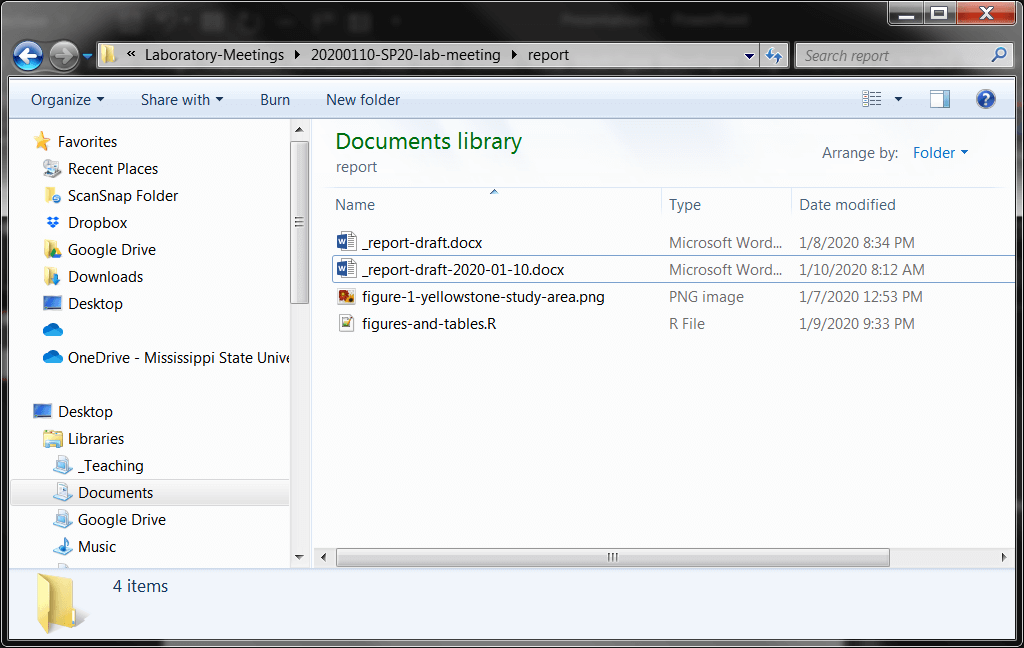 « Laboratory-Meetings ▸ 20200110-SP20-lab-meeting ▸ report
Search report
Organize Share with Burn New folder
Favorites
Recent Places
ScanSnap Folder
Dropbox
Google Drive
Downloads
Desktop
OneDrive - Mississippi State Unive
Desktop
Libraries
_Teaching
Documents
Google Drive
Music
Documents library
report
Arrange by: Folder
Name Type Date modified
_report-draft.docx Microsoft Word... 1/8/2020 8:34 PM
_report-draft-2020-01-10.docx Microsoft Word... 1/10/2020 8:12 AM
figure-1-yellowstone-study-area.png PNG image 1/7/2020 12:53 PM
figures-and-tables.R R File 1/9/2020 9:33 PM
4 items